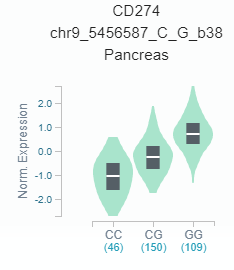 CD274
chr9_5456587_C_G_b38
Pancreas
Norm. Expression
2.0
1.0
0.0
-1.0
-2.0
CC CG GG
(46) (150) (109)